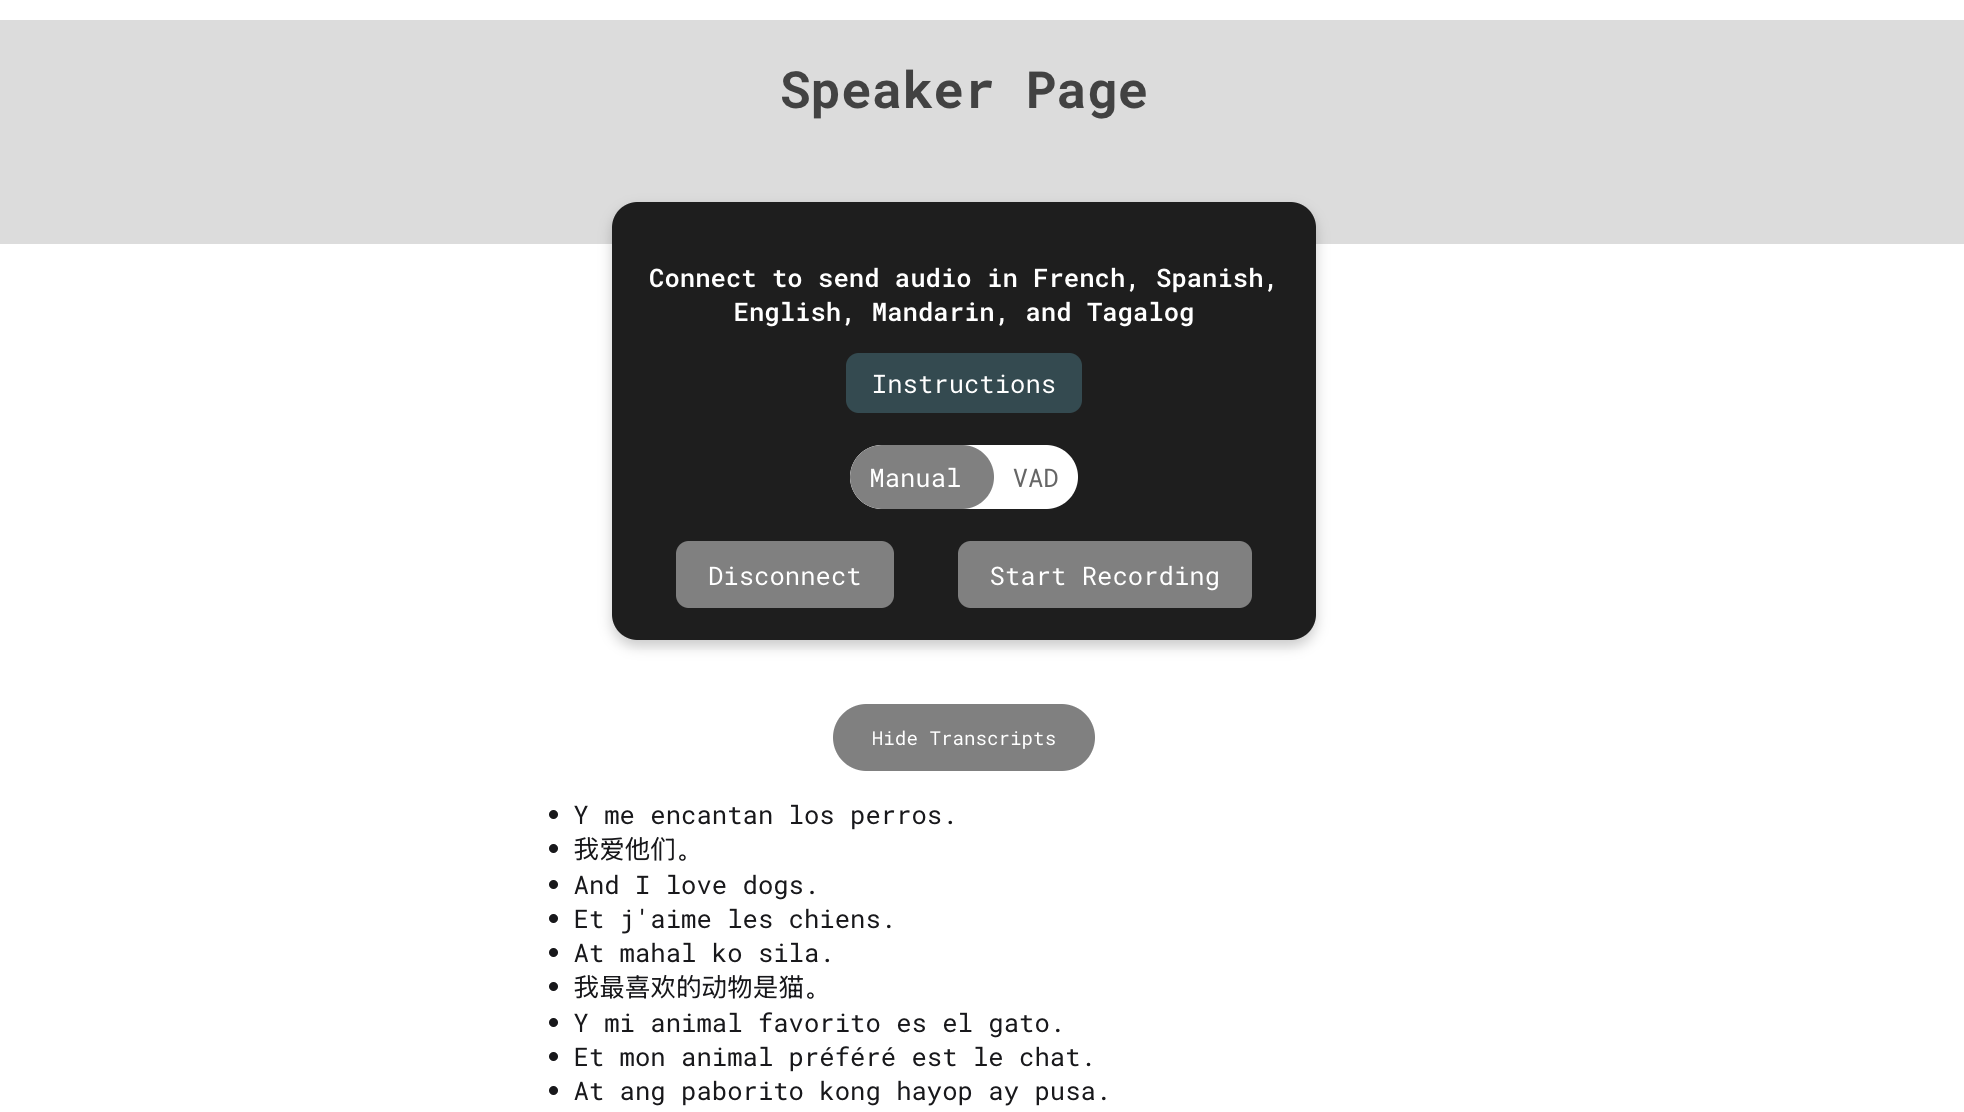 Speaker Page
Connect to send audio in French, Spanish,
English, Mandarin, and Tagalog
Instructions
Manual VAD
Disconnect Start Recording
Hide Transcripts
Y me encantan los perros.
我爱他们。
And I love dogs.
Et j'aime les chiens.
At mahal ko sila.
我最喜欢的动物是猫。
Y mi animal favorito es el gato.
Et mon animal préféré est le chat.
At ang paborito kong hayop ay pusa.